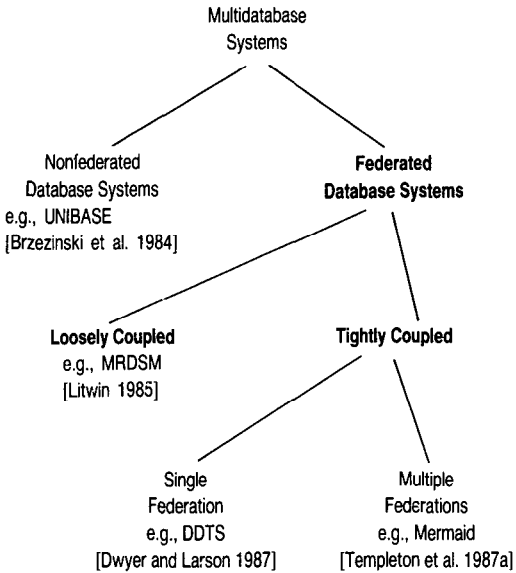 Multidatabase
Systems
Nonfederated
Database Systems
e.g., UNIBASE
[Brzezinski et al. 1984]
Federated
Database Systems
Loosely Coupled
e.g., MRDSM
[Litwin 1985]
Tightly Coupled
Single
Federation
e.g., DDTS
[Dwyer and Larson 1987]
Multiple
Federations
e.g., Mermaid
[Templeton et al. 1987a]